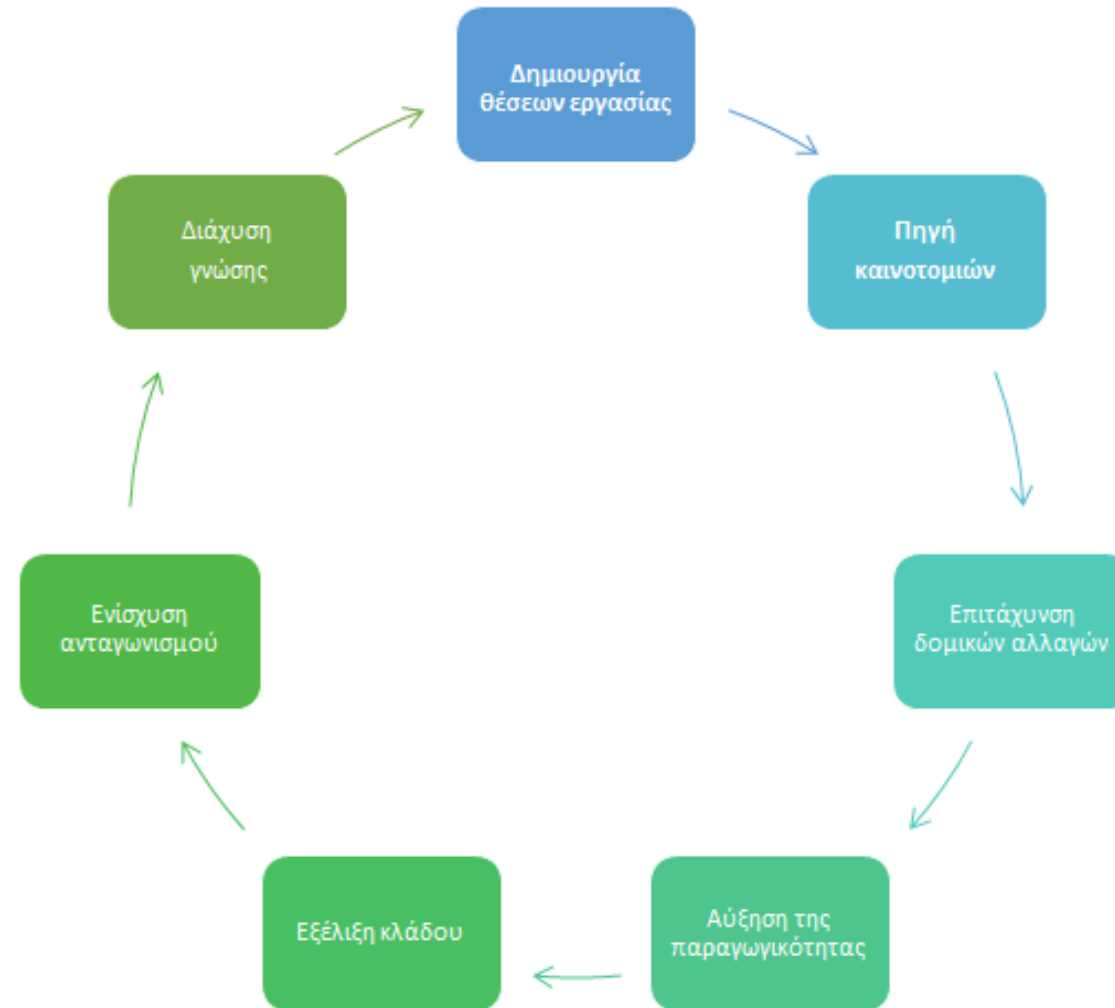 Δημιουργία
θέσεων εργασίας
Πηγή
καινοτομιών
Επιτάχυνση
δομικών αλλαγών
Αύξηση της
παραγωγικότητας
Εξέλιξη κλάδου
Ενίσχυση
ανταγωνισμού
Διάχυση
γνώσης